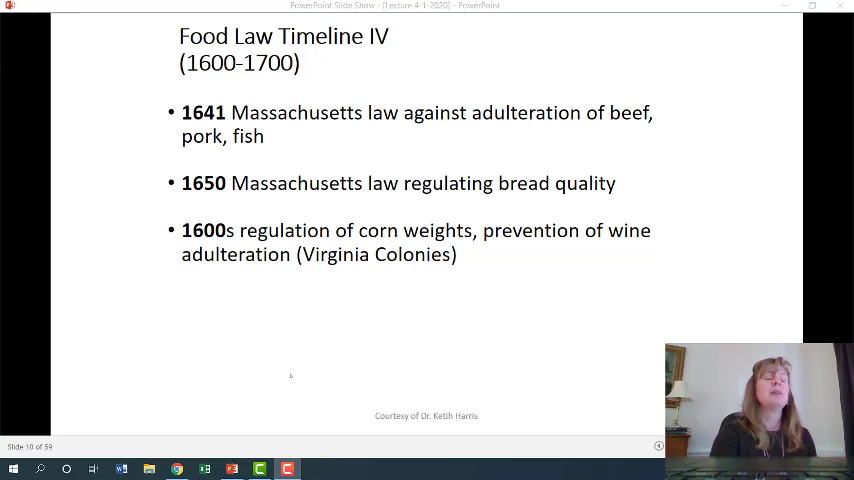 PowerPoint Slide Show - [Lecture 4-1-2020] - PowerPoint
Food Law Timeline IV
(1600-1700)
• 1641 Massachusetts law against adulteration of beef,
pork, fish
• 1650 Massachusetts law regulating bread quality
• 1600s regulation of corn weights, prevention of wine
adulteration (Virginia Colonies)
Courtesy of Dr. Ketih Harris
Slide 10 of 59